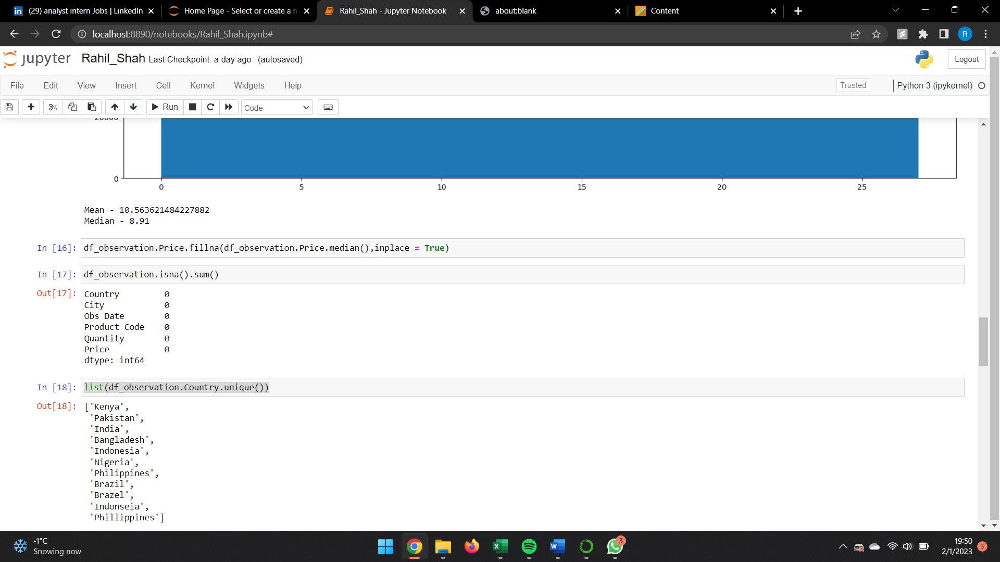 (29) analyst intern Jobs | LinkedIn
Home Page - Select or create a n
Rahil_Shah - Jupyter Notebook
about:blank
Content
localhost:8890/notebooks/Rahil_Shah.ipynb#
R
jupyter Rahil_Shah Last Checkpoint: a day ago (autosaved)
Logout
File Edit View Insert Cell Kernel Widgets Help
Trusted
Python 3 (ipykernel)
Run
Code
20000
0
0 5 10 15 20 25
Mean - 10.563621484227882
Median - 8.91
In [16]: df_observation.Price.fillna(df_observation.Price.median(),inplace = True)
In [17]: df_observation.isna().sum()
Out[17]: Country 0
City 0
Obs Date 0
Product Code 0
Quantity 0
Price 0
dtype: int64
In [18]: list(df_observation.Country.unique())
Out[18]: ['Kenya',
'Pakistan',
'India',
'Bangladesh',
'Indonesia',
'Nigeria',
'Philippines',
'Brazil',
'Brazel',
'Indonseia',
'Phillippines']
-1°C
Snowing now
3
19:50
2/1/2023
3